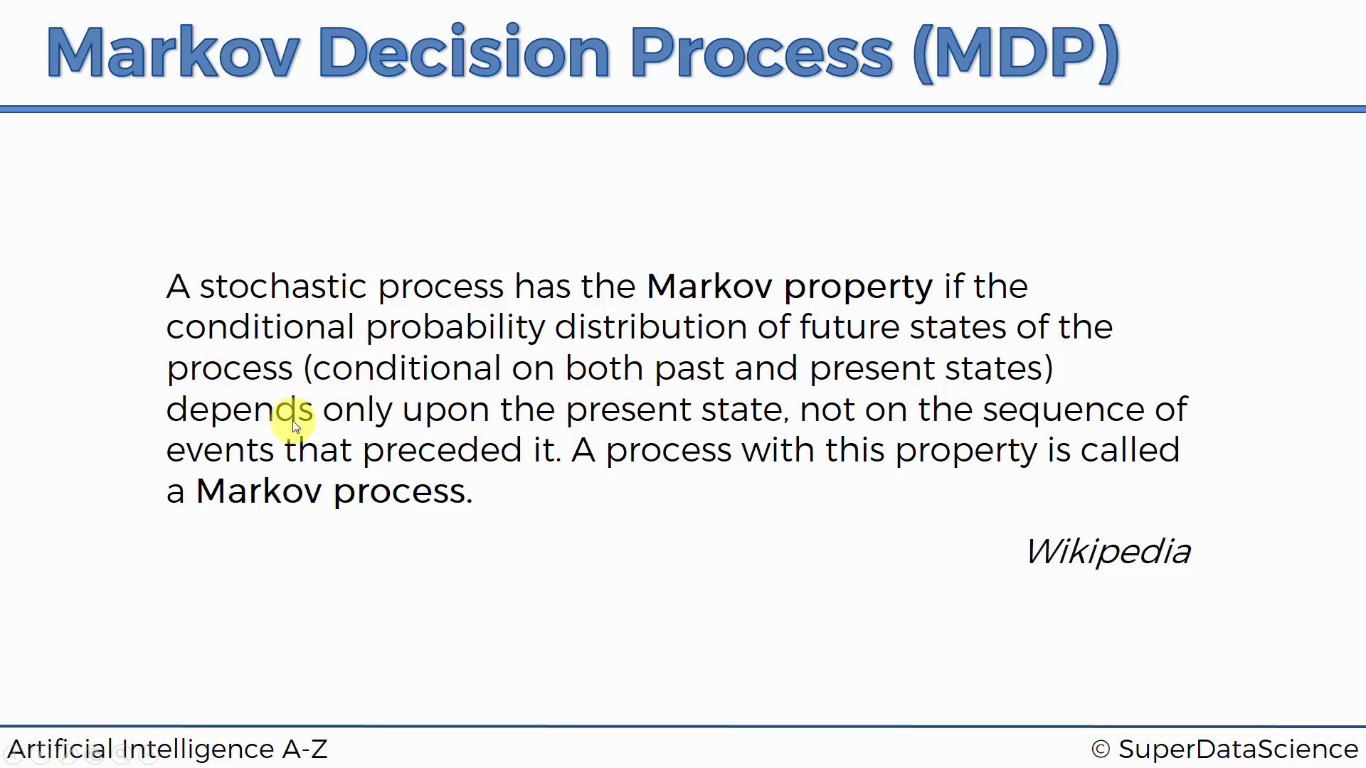 Markov Decision Process (MDP)
A stochastic process has the Markov property if the
conditional probability distribution of future states of the
process (conditional on both past and present states)
depends only upon the present state, not on the sequence of
events that preceded it. A process with this property is called
a Markov process.
Wikipedia
Artificial Intelligence A-Z
© SuperDataScience